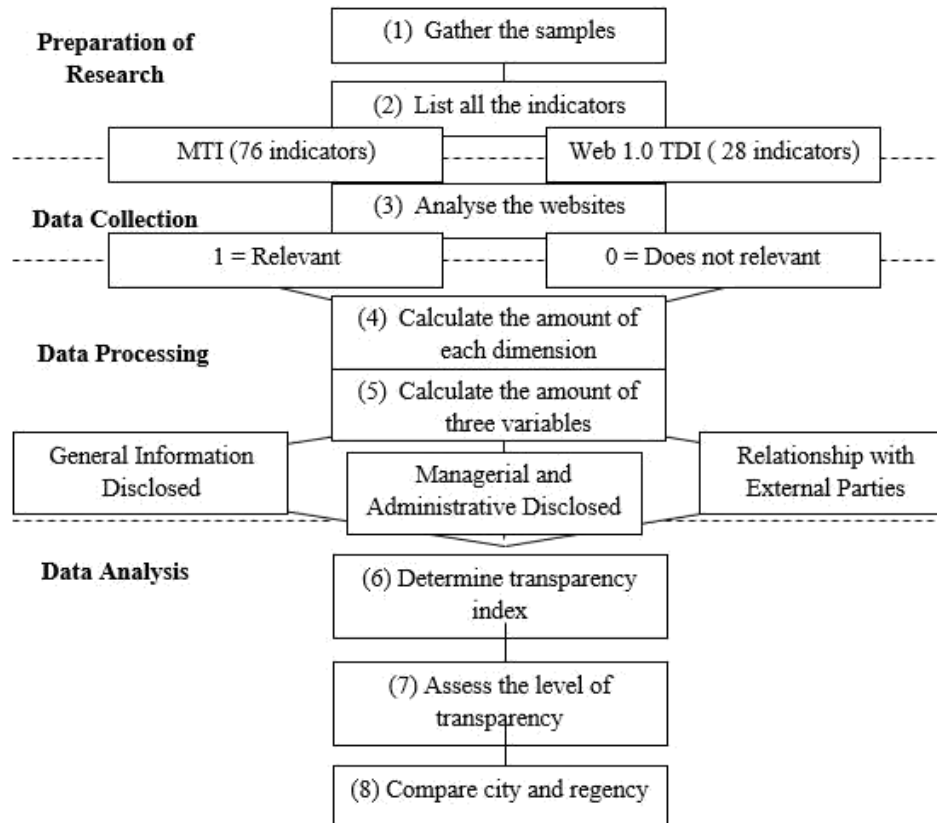 Preparation of
Research
(1) Gather the samples
(2) List all the indicators
MTI (76 indicators)
Web 1.0 TDI ( 28 indicators)
Data Collection
(3) Analyse the websites
1 = Relevant
0 = Does not relevant
Data Processing
(4) Calculate the amount of
each dimension
(5) Calculate the amount of
three variables
General Information
Disclosed
Managerial and
Administrative Disclosed
Relationship with
External Parties
Data Analysis
(6) Determine transparency
index
(7) Assess the level of
transparency
(8) Compare city and regency